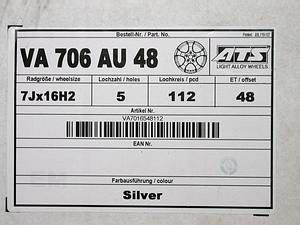 Bestell-Nr. / Part-No.
VA 706 AU 48
ATS
LIGHT ALLOY WHEELS
Radgröße / wheelsize
Lochzahl / holes
Lochkreis / pcd
ET / offset
7Jx16H2
5
112
48
Artikel Nr.
VA7016548112
EAN Nr.
Farbausführung / colour
Silver